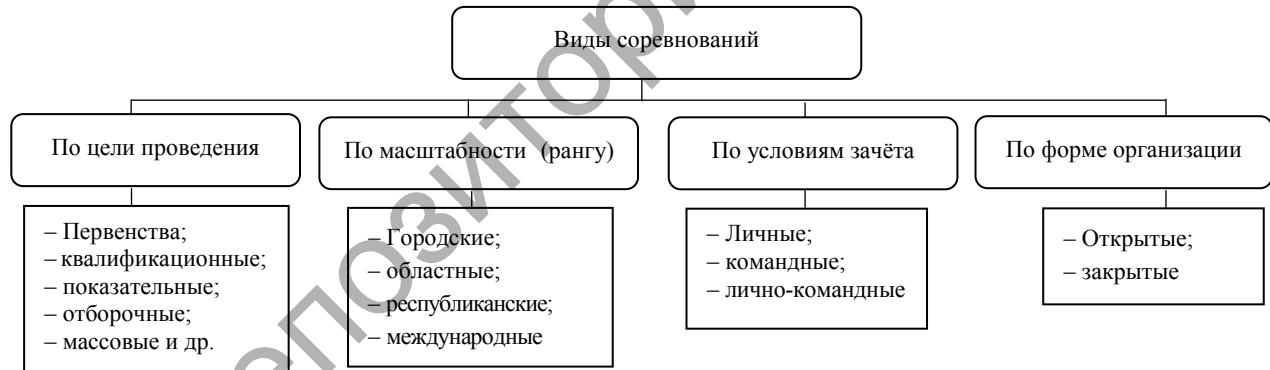 Виды соревнований
По цели проведения
– Первенства;
– квалификационные;
– показательные;
– отборочные;
– массовые и др.
По масштабности (рангу)
– Городские;
– областные;
– республиканские;
– международные
По условиям зачёта
– Личные;
– командные;
– лично-командные
По форме организации
– Открытые;
– закрытые